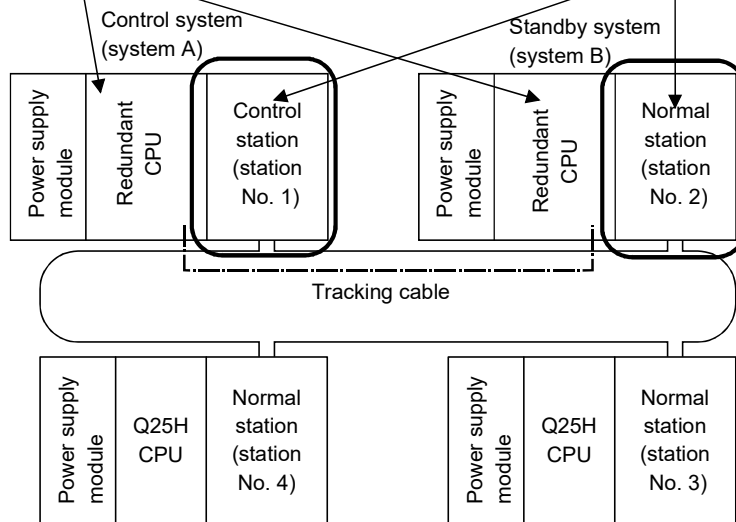 Control system
(system A)
Standby system
(system B)
Power supply
module
Redundant
CPU
Control
station
(station
No. 1)
Power supply
module
Redundant
CPU
Normal
station
(station
No. 2)
Tracking cable
Power supply
module
Q25H
CPU
Normal
station
(station
No. 4)
Power supply
module
Q25H
CPU
Normal
station
(station
No. 3)